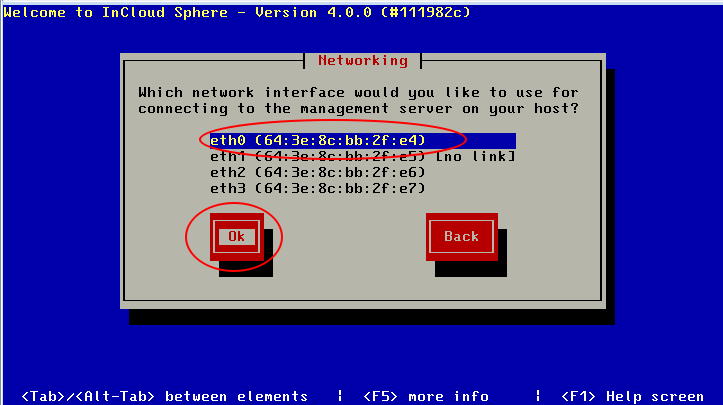 Welcome to InCloud Sphere - Version 4.0.0 (#111982c)
Networking
Which network interface would you like to use for
connecting to the management server on your host?
eth0 (64:3e:8c:bb:2f:e4)
eth1 (64:3e:8c:bb:2f:e5) [no link]
eth2 (64:3e:8c:bb:2f:e6)
eth3 (64:3e:8c:bb:2f:e7)
Ok Back
<Tab>/<Alt-Tab> between elements | <F5> more info | <F1> Help screen